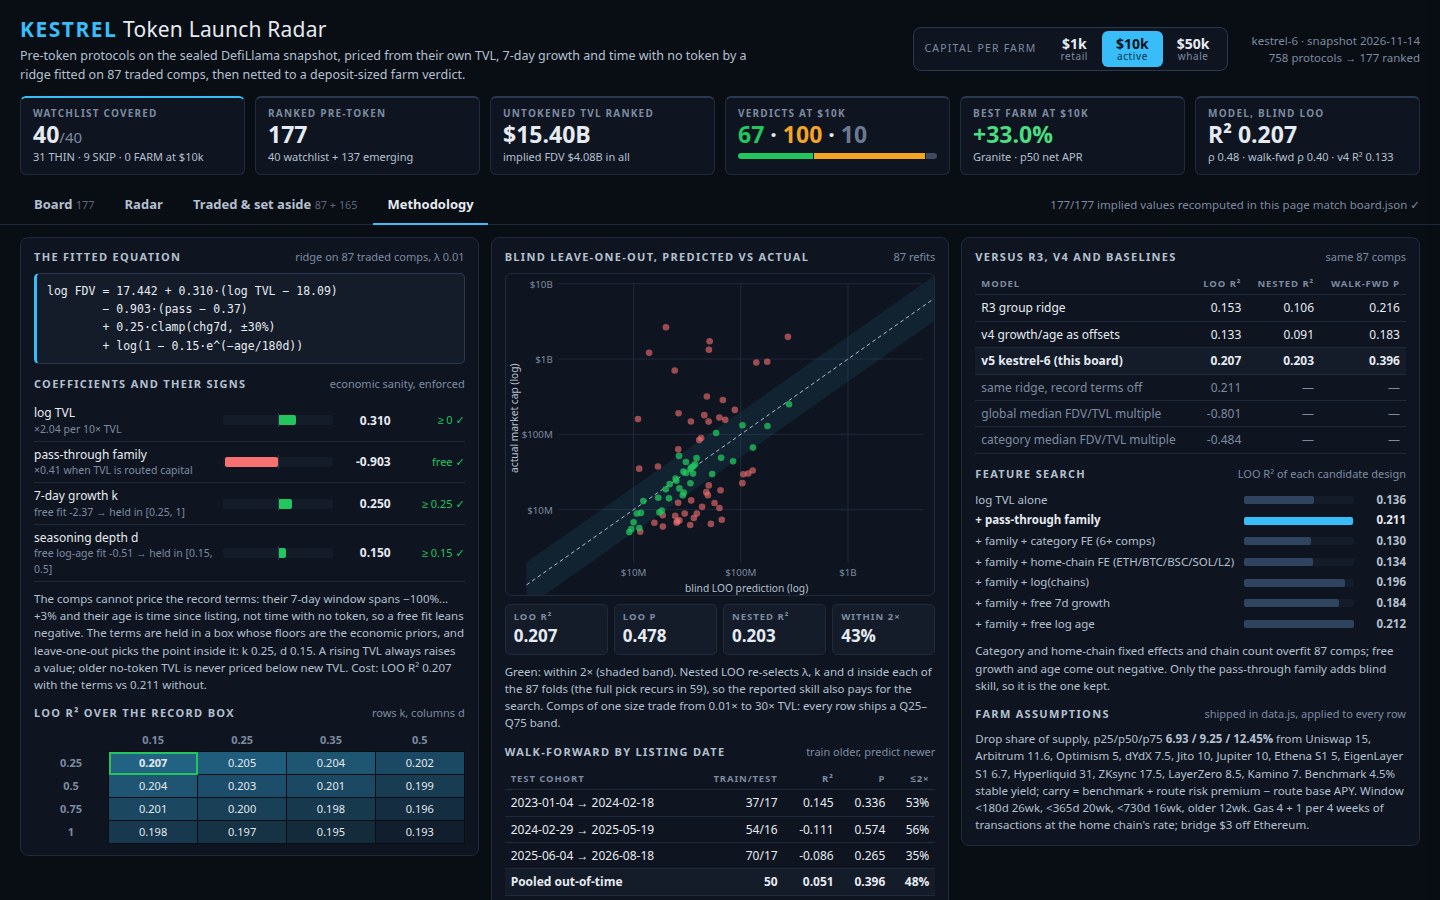 KESTREL Token Launch Radar
Pre-token protocols on the sealed DefiLlama snapshot, priced from their own TVL, 7-day growth and time with no token by a
ridge fitted on 87 traded comps, then netted to a deposit-sized farm verdict.
CAPITAL PER FARM
$1k
retail
$10k
active
$50k
whale
kestrel-6 · snapshot 2026-11-14
758 protocols → 177 ranked
WATCHLIST COVERED
40/40
31 THIN · 9 SKIP · 0 FARM at $10k
RANKED PRE-TOKEN
177
40 watchlist + 137 emerging
UNTOKENED TVL RANKED
$15.40B
implied FDV $4.08B in all
VERDICTS AT $10K
67 · 100 · 10
BEST FARM AT $10K
+33.0%
Granite · p50 net APR
MODEL, BLIND LOO
R² 0.207
ρ 0.48 · walk-fwd ρ 0.40 · v4 R² 0.133
Board 177
Radar
Traded & set aside 87 + 165
Methodology
177/177 implied values recomputed in this page match board.json ✓
THE FITTED EQUATION
ridge on 87 traded comps, λ 0.01
log FDV = 17.442 + 0.310·(log TVL − 18.09)
− 0.903·(pass − 0.37)
+ 0.25·clamp(chg7d, ±30%)
+ log(1 − 0.15·e^(−age/180d))
COEFFICIENTS AND THEIR SIGNS
economic sanity, enforced
log TVL
×2.04 per 10× TVL
0.310
≥ 0 ✓
pass-through family
×0.41 when TVL is routed capital
-0.903
free ✓
7-day growth k
free fit -2.37 → held in [0.25, 1]
0.250
≥ 0.25 ✓
seasoning depth d
free log-age fit -0.51 → held in [0.15,
0.5]
0.150
≥ 0.15 ✓
The comps cannot price the record terms: their 7-day window spans −100%…
+3% and their age is time since listing, not time with no token, so a free fit leans
negative. The terms are held in a box whose floors are the economic priors, and
leave-one-out picks the point inside it: k 0.25, d 0.15. A rising TVL always raises
a value; older no-token TVL is never priced below new TVL. Cost: LOO R² 0.207
with the terms vs 0.211 without.
LOO R² OVER THE RECORD BOX
rows k, columns d
0.15 0.25 0.35 0.5
0.25 0.207 0.205 0.204 0.202
0.5 0.204 0.203 0.201 0.199
0.75 0.201 0.200 0.198 0.196
1 0.198 0.197 0.195 0.193
BLIND LEAVE-ONE-OUT, PREDICTED VS ACTUAL
87 refits
actual market cap (log)
$10B
$1B
$100M
$10M
$10M
$100M
$1B
blind LOO prediction (log)
LOO R²
0.207
LOO Ρ
0.478
NESTED R²
0.203
WITHIN 2×
43%
Green: within 2× (shaded band). Nested LOO re-selects λ, k and d inside each of
the 87 folds (the full pick recurs in 59), so the reported skill also pays for the
search. Comps of one size trade from 0.01× to 30× TVL: every row ships a Q25–
Q75 band.
WALK-FORWARD BY LISTING DATE
train older, predict newer
TEST COHORT TRAIN/TEST R² Ρ ≤2×
2023-01-04 → 2024-02-18 37/17 0.145 0.336 53%
2024-02-29 → 2025-05-19 54/16 -0.111 0.574 56%
2025-06-04 → 2026-08-18 70/17 -0.086 0.265 35%
Pooled out-of-time 50 0.051 0.396 48%
VERSUS R3, V4 AND BASELINES
same 87 comps
MODEL LOO R² NESTED R² WALK-FWD Ρ
R3 group ridge 0.153 0.106 0.216
v4 growth/age as offsets 0.133 0.091 0.183
v5 kestrel-6 (this board) 0.207 0.203 0.396
same ridge, record terms off 0.211 — —
global median FDV/TVL multiple -0.801 — —
category median FDV/TVL multiple -0.484 — —
FEATURE SEARCH
LOO R² of each candidate design
log TVL alone 0.136
+ pass-through family 0.211
+ family + category FE (6+ comps) 0.130
+ family + home-chain FE (ETH/BTC/BSC/SOL/L2) 0.134
+ family + log(chains) 0.196
+ family + free 7d growth 0.184
+ family + free log age 0.212
Category and home-chain fixed effects and chain count overfit 87 comps; free
growth and age come out negative. Only the pass-through family adds blind
skill, so it is the one kept.
FARM ASSUMPTIONS
shipped in data.js, applied to every row
Drop share of supply, p25/p50/p75 6.93 / 9.25 / 12.45% from Uniswap 15,
Arbitrum 11.6, Optimism 5, dYdX 7.5, Jito 10, Jupiter 10, Ethena S1 5, EigenLayer
S1 6.7, Hyperliquid 31, ZKsync 17.5, LayerZero 8.5, Kamino 7. Benchmark 4.5%
stable yield; carry = benchmark + route risk premium − route base APY. Window
<180d 26wk, <365d 20wk, <730d 16wk, older 12wk. Gas 4 + 1 per 4 weeks of
transactions at the home chain's rate; bridge $3 off Ethereum.